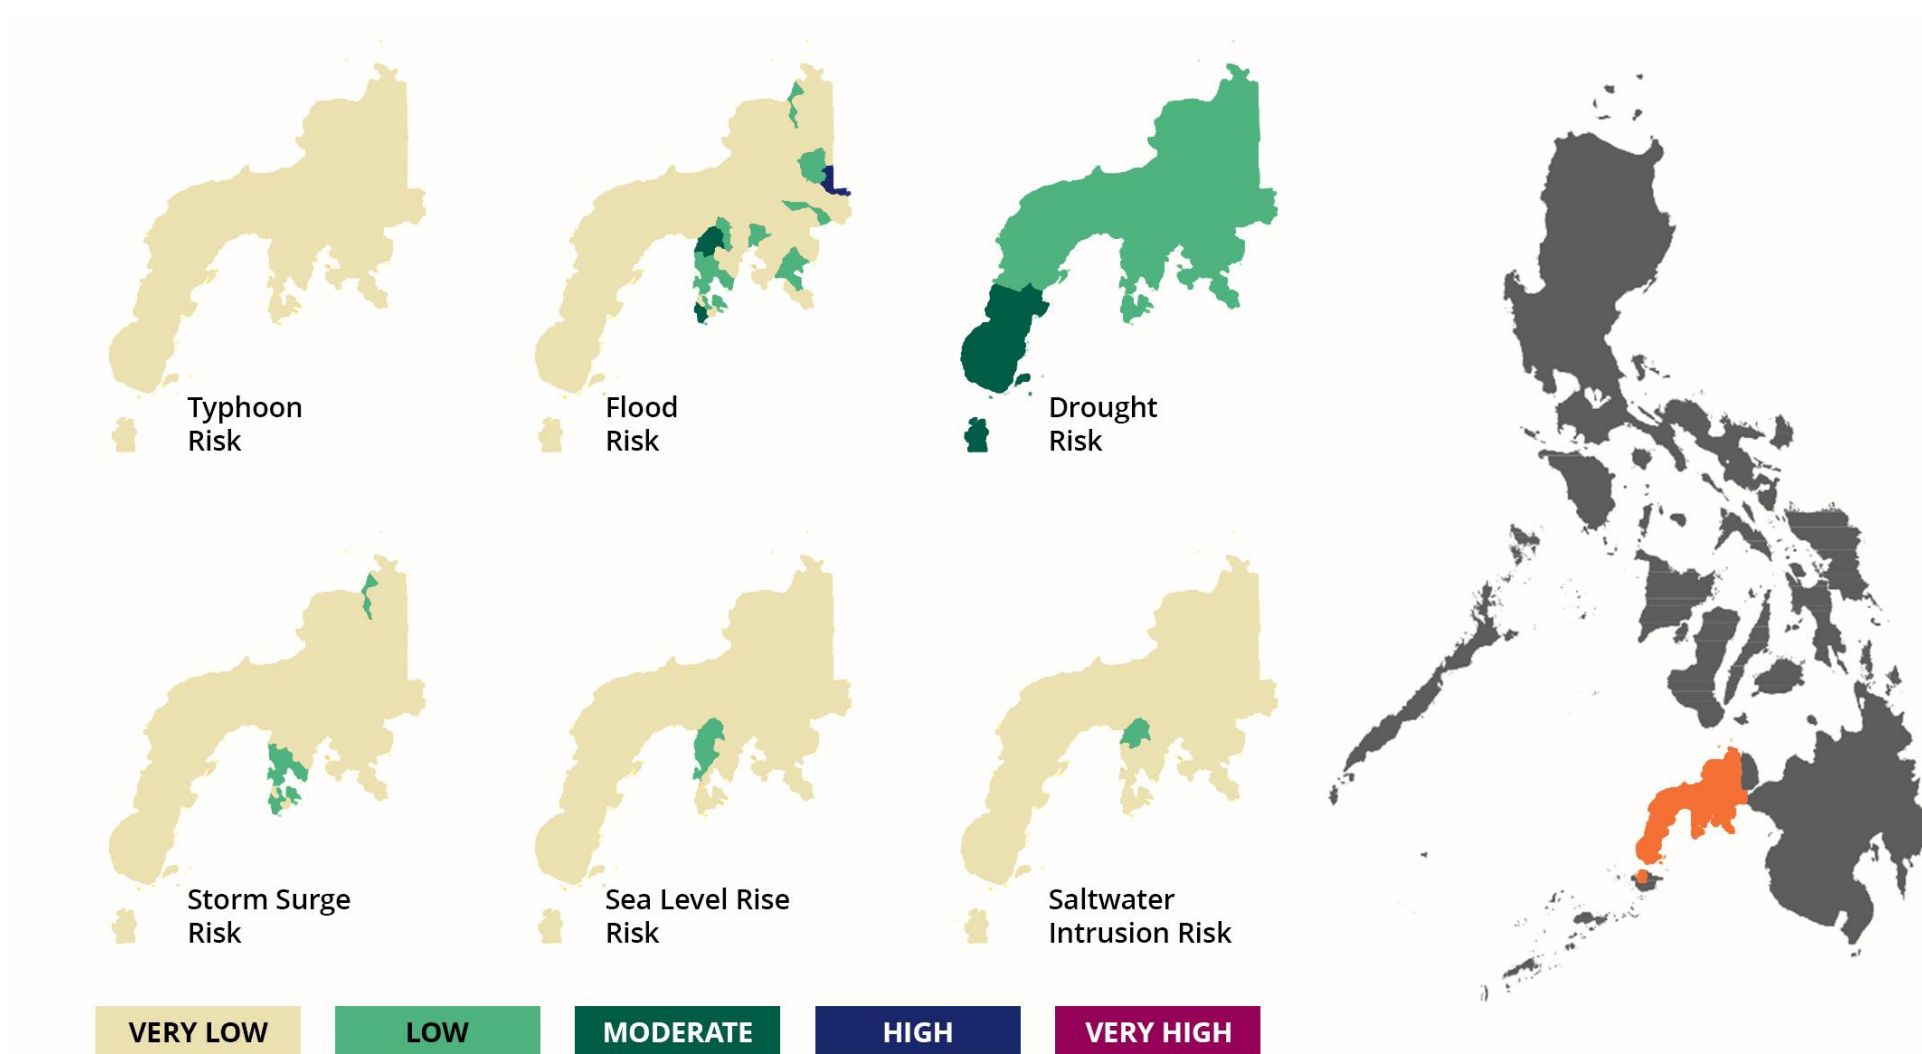 Typhoon
Risk
Flood
Risk
Drought
Risk
Storm Surge
Risk
Sea Level Rise
Risk
Saltwater
Intrusion Risk
VERY LOW
LOW
MODERATE
HIGH
VERY HIGH